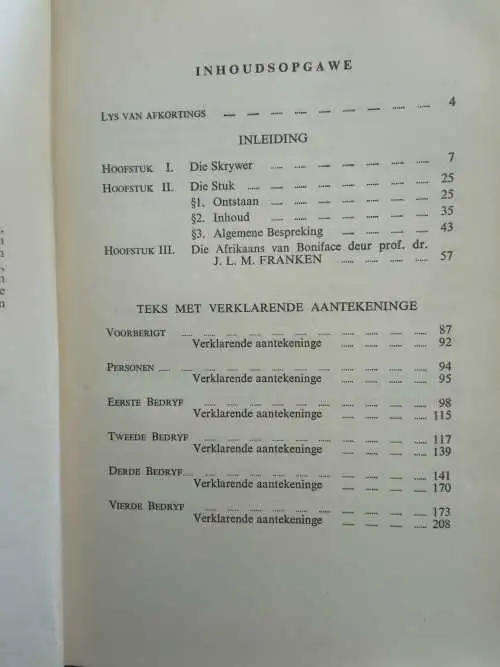 INHOUDSOPGAWE
LYS VAN AFKORTINGS 4
INLEIDING
HOOFSTUK I. Die Skrywer 7
HOOFSTUK II. Die Stuk 25
§1. Ontstaan 25
§2. Inhoud 35
§3. Algemene Bespreking 43
HOOFSTUK III. Die Afrikaans van Boniface deur prof. dr.
J. L. M. FRANKEN 57
TEKS MET VERKLARENDE AANTEKENINGE
VOORBERIGT 87
Verklarende aantekeninge 92
PERSONEN 94
Verklarende aantekeninge 95
EERSTE BEDRYF 98
Verklarende aantekeninge 115
TWEEDE BEDRYF 117
Verklarende aantekeninge 139
DERDE BEDRYF 141
Verklarende aantekeninge 170
VIERDE BEDRYF 173
Verklarende aantekeninge 208